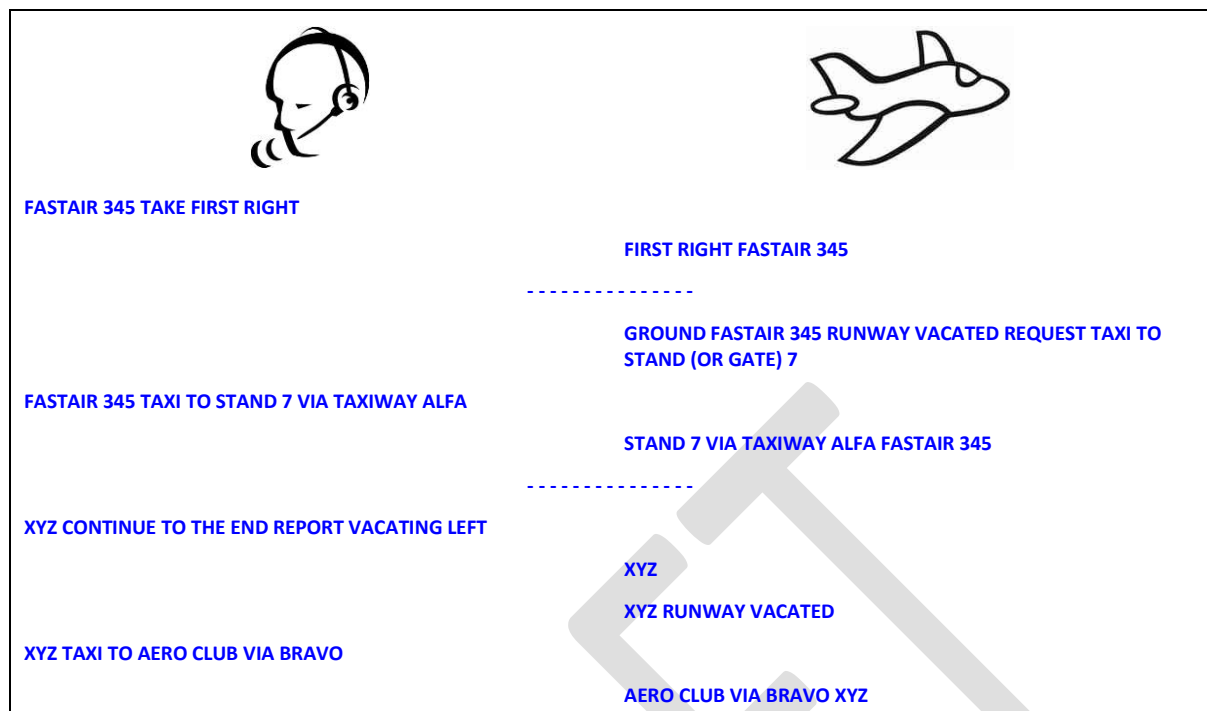 FASTAIR 345 TAKE FIRST RIGHT
FIRST RIGHT FASTAIR 345
- - - - - - - - - - - - - - -
GROUND FASTAIR 345 RUNWAY VACATED REQUEST TAXI TO
STAND (OR GATE) 7
FASTAIR 345 TAXI TO STAND 7 VIA TAXIWAY ALFA
STAND 7 VIA TAXIWAY ALFA FASTAIR 345
- - - - - - - - - - - - - - -
XYZ CONTINUE TO THE END REPORT VACATING LEFT
XYZ
XYZ RUNWAY VACATED
XYZ TAXI TO AERO CLUB VIA BRAVO
AERO CLUB VIA BRAVO XYZ